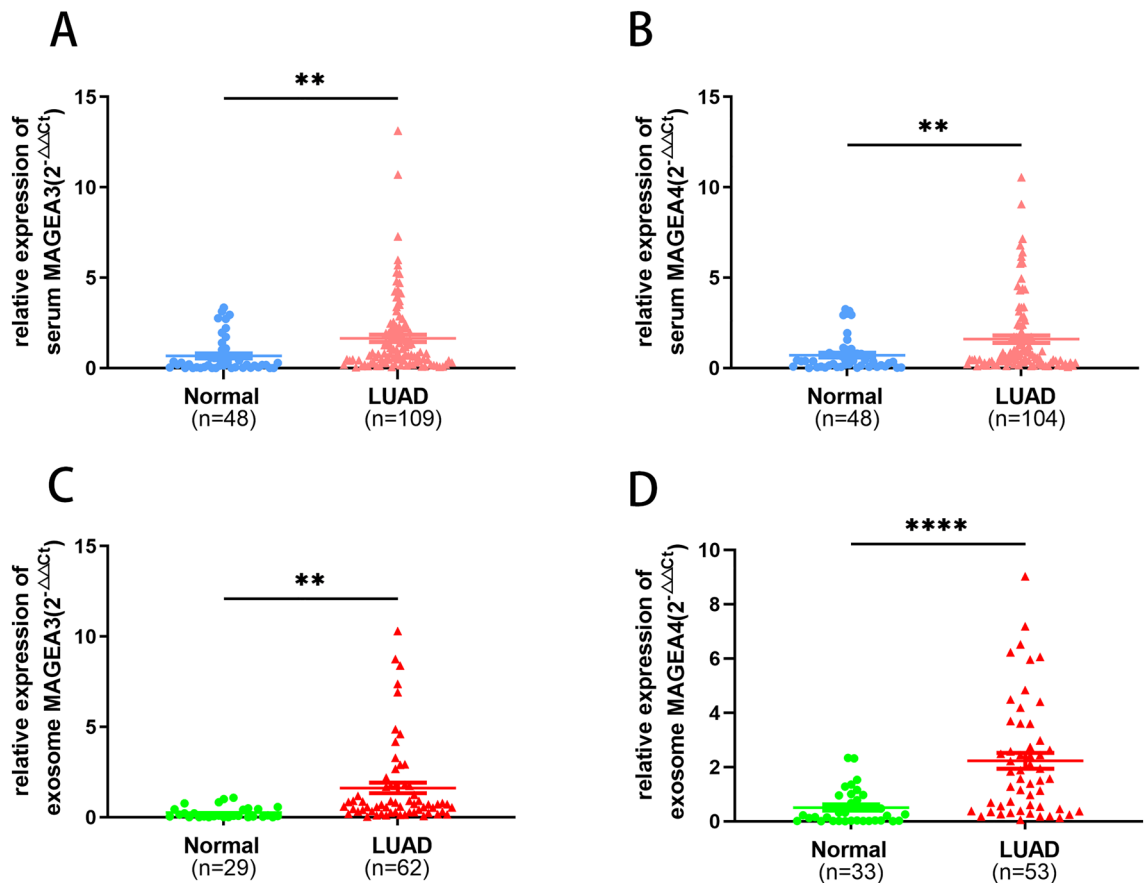 A
relative expression of
serum MAGEA3(2^-ΔΔCt)
15
10
5
0
**
Normal
(n=48)
LUAD
(n=109)
B
relative expression of
serum MAGEA4(2^-ΔΔCt)
15
10
5
0
**
Normal
(n=48)
LUAD
(n=104)
C
relative expression of
exosome MAGEA3(2^-ΔΔCt)
15
10
5
0
**
Normal
(n=29)
LUAD
(n=62)
D
relative expression of
exosome MAGEA4(2^-ΔΔCt)
10
8
6
4
2
0
****
Normal
(n=33)
LUAD
(n=53)